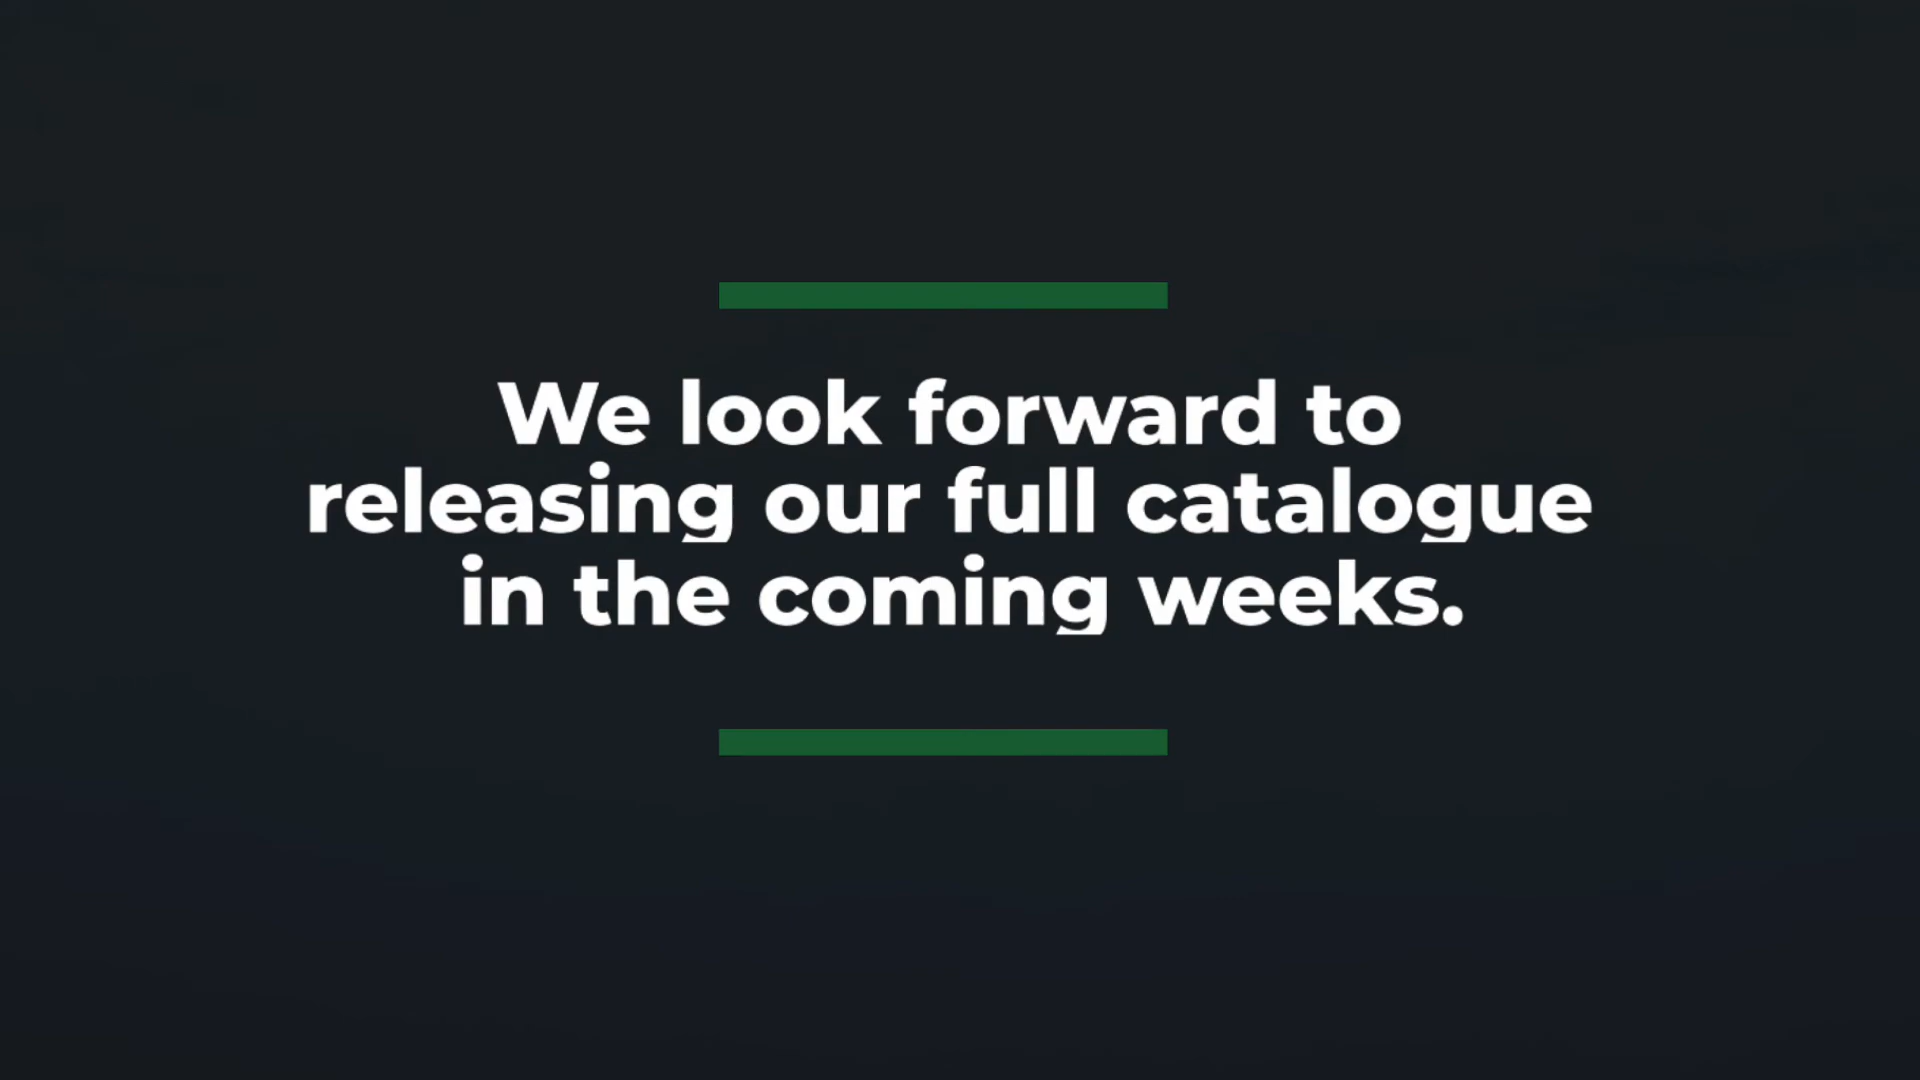 We look forward to
releasing our full catalogue
in the coming weeks.